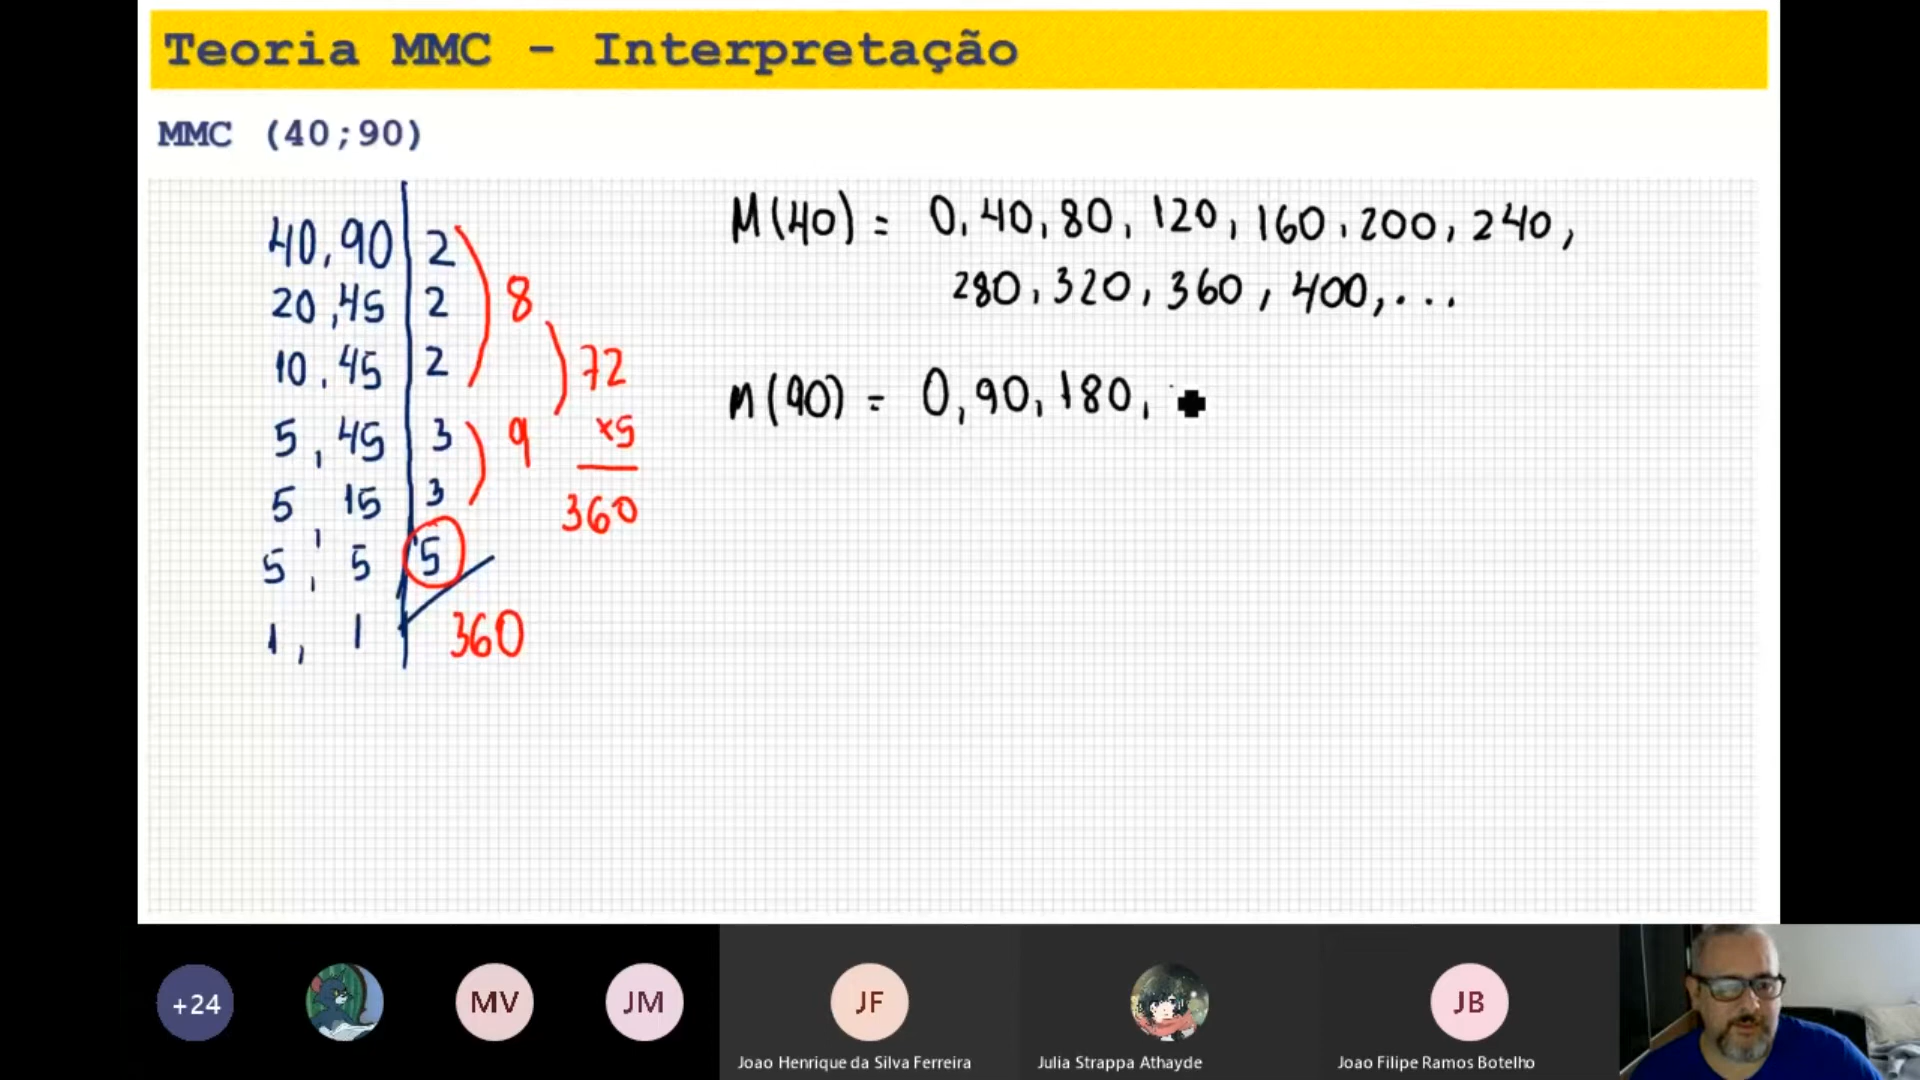 Teoria MMC - Interpretação
MMC (40;90)
40,90 | 2
20,45 | 2
10,45 | 2
5,45 | 3
5,15 | 3
5,5 | 5
1,1
360
8
9
72
x5
360
M(40) = 0,40,80,120,160,200,240,
280,320,360,400,...
M(90) = 0,90,180,
+24
MV
JM
JF
Joao Henrique da Silva Ferreira
Julia Strappa Athayde
JB
Joao Filipe Ramos Botelho